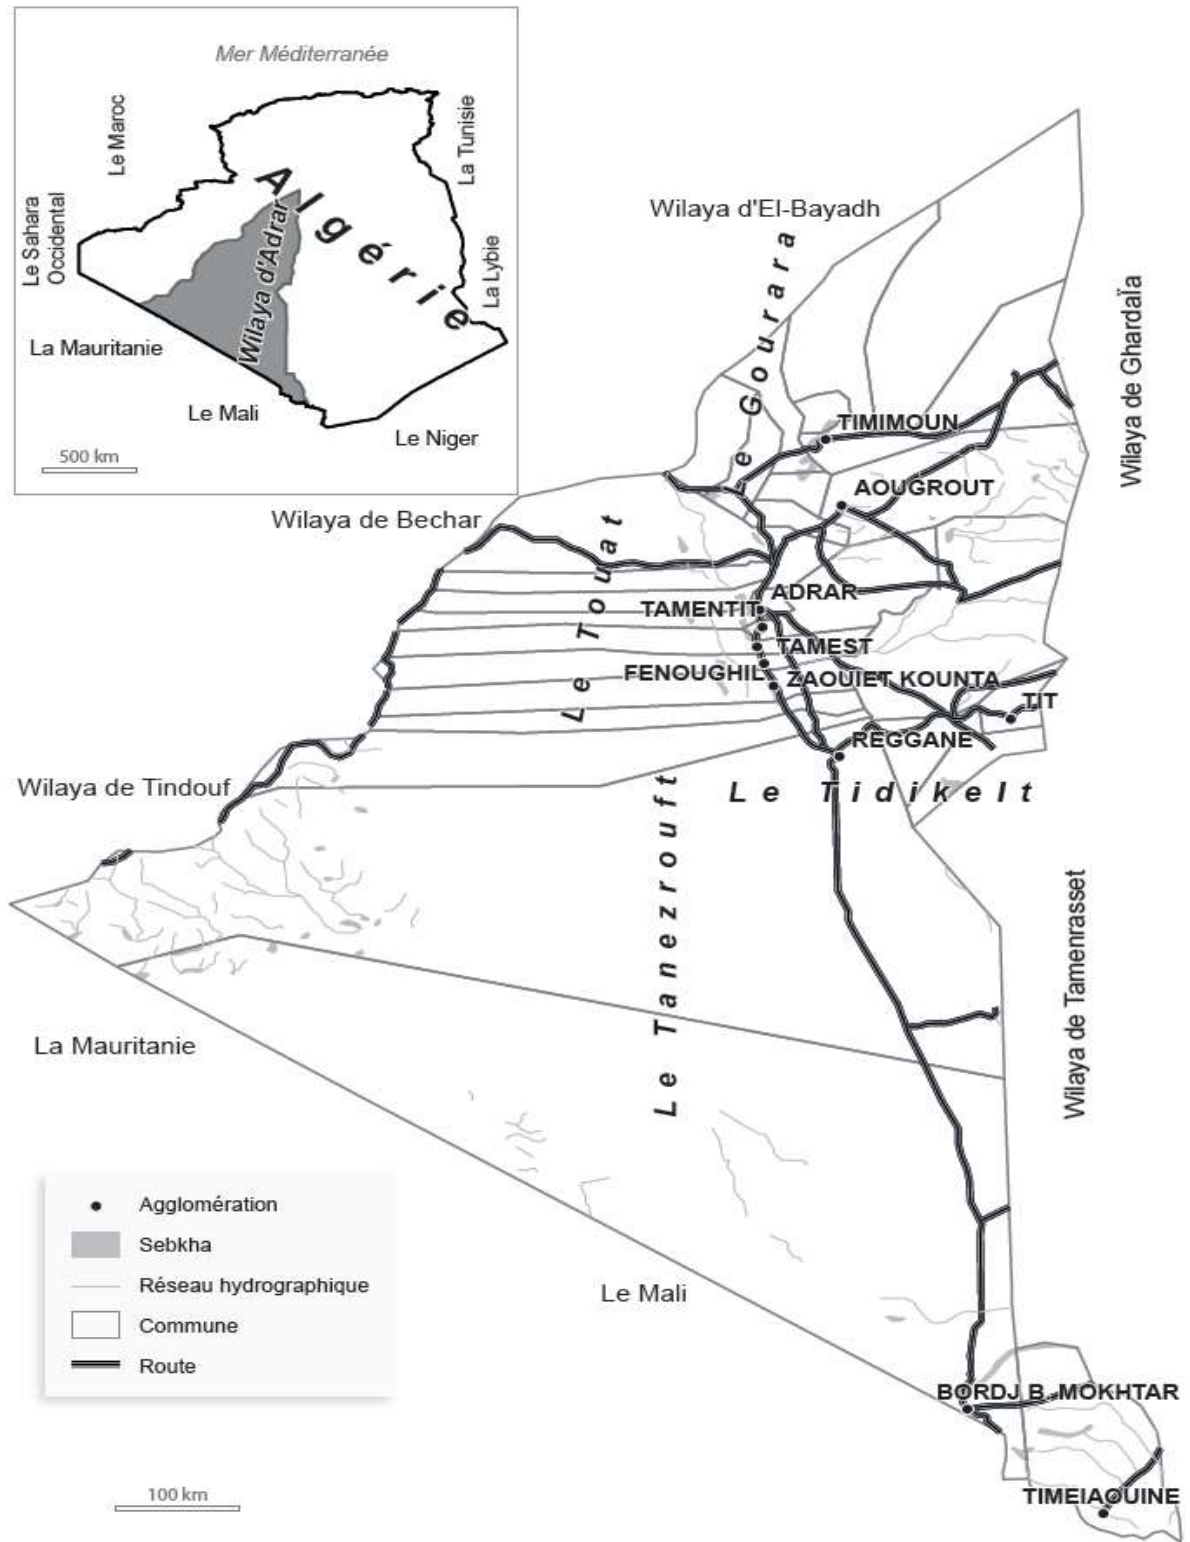 Mer Méditerranée
Le Maroc
La Tunisie
Le Sahara
Occidental
Algérie
Wilaya d'Adrar
La Lybie
La Mauritanie
Le Mali
Le Niger
500 km
Wilaya d'El-Bayadh
Le Gourara
Wilaya de Ghardaïa
TIMIMOUN
AOUGROUT
Wilaya de Bechar
Le Touat
ADRAR
TAMENTIT
TAMEST
FENOUGHIL
ZAOUIET KOUNTA
TIT
REGGANE
Wilaya de Tindouf
Le Tidikelt
Le Tanezrouft
Wilaya de Tamenrasset
La Mauritanie
Agglomération
Sebkha
Réseau hydrographique
Commune
Route
Le Mali
BORDJ B. MOKHTAR
TIMEIAOUINE
100 km